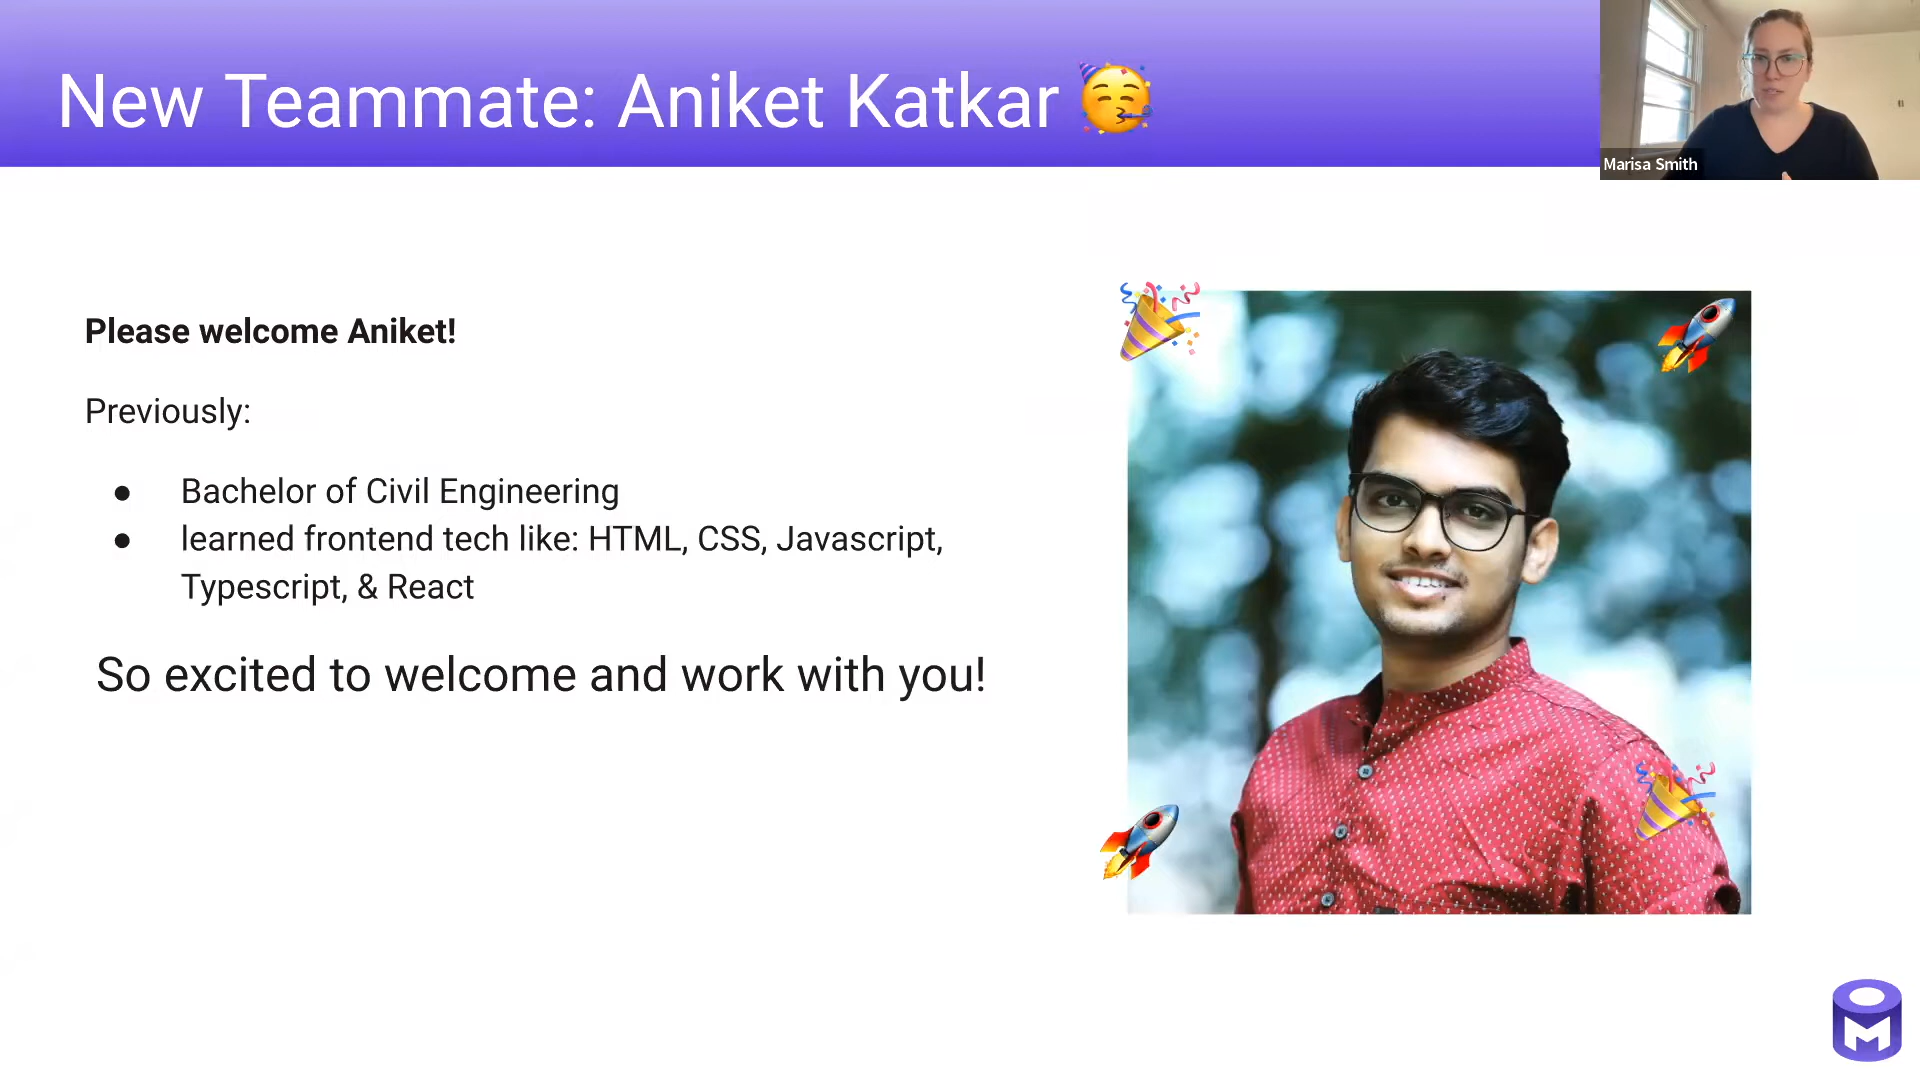 New Teammate: Aniket Katkar 🥳
Marisa Smith
Please welcome Aniket!
Previously:
● Bachelor of Civil Engineering
● learned frontend tech like: HTML, CSS, Javascript,
Typescript, & React
So excited to welcome and work with you!
M